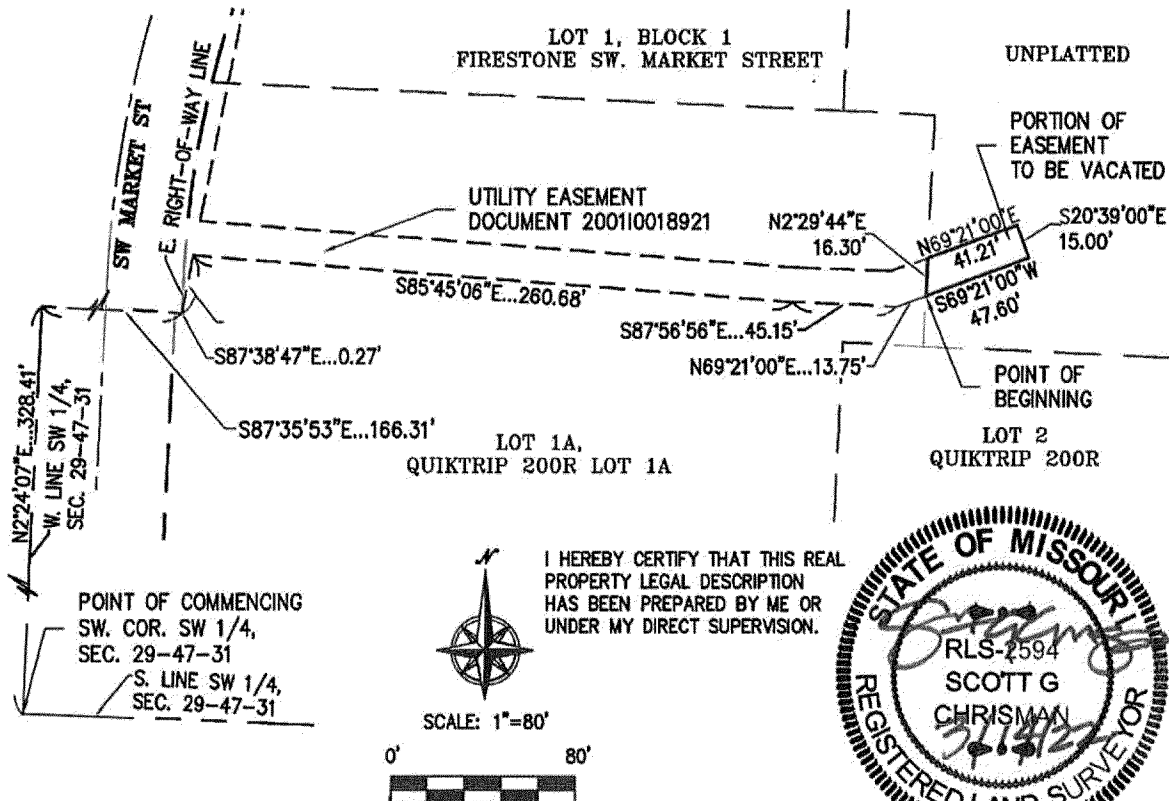 LOT 1, BLOCK 1
FIRESTONE SW. MARKET STREET
UNPLATTED
SW MARKET ST
E. RIGHT-OF-WAY LINE
PORTION OF
EASEMENT
TO BE VACATED
UTILITY EASEMENT
DOCUMENT 2001I0018921
N2°29'44"E
16.30'
N69°21'00"E
41.21'
S20°39'00"E
15.00'
S69°21'00"W
47.60'
S85°45'06"E...260.68'
S87°56'56"E...45.15'
N69°21'00"E...13.75'
POINT OF
BEGINNING
S87°38'47"E...0.27'
S87°35'53"E...166.31'
N2°24'07"E...328.41'
W. LINE SW 1/4,
SEC. 29-47-31
LOT 1A,
QUIKTRIP 200R LOT 1A
LOT 2
QUIKTRIP 200R
POINT OF COMMENCING
SW. COR. SW 1/4,
SEC. 29-47-31
S. LINE SW 1/4,
SEC. 29-47-31
N
SCALE: 1"=80'
0' 80'
I HEREBY CERTIFY THAT THIS REAL
PROPERTY LEGAL DESCRIPTION
HAS BEEN PREPARED BY ME OR
UNDER MY DIRECT SUPERVISION.
STATE OF MISSOURI
RLS-2594
SCOTT G
CHRISMAN
3/14/22
REGISTERED LAND SURVEYOR